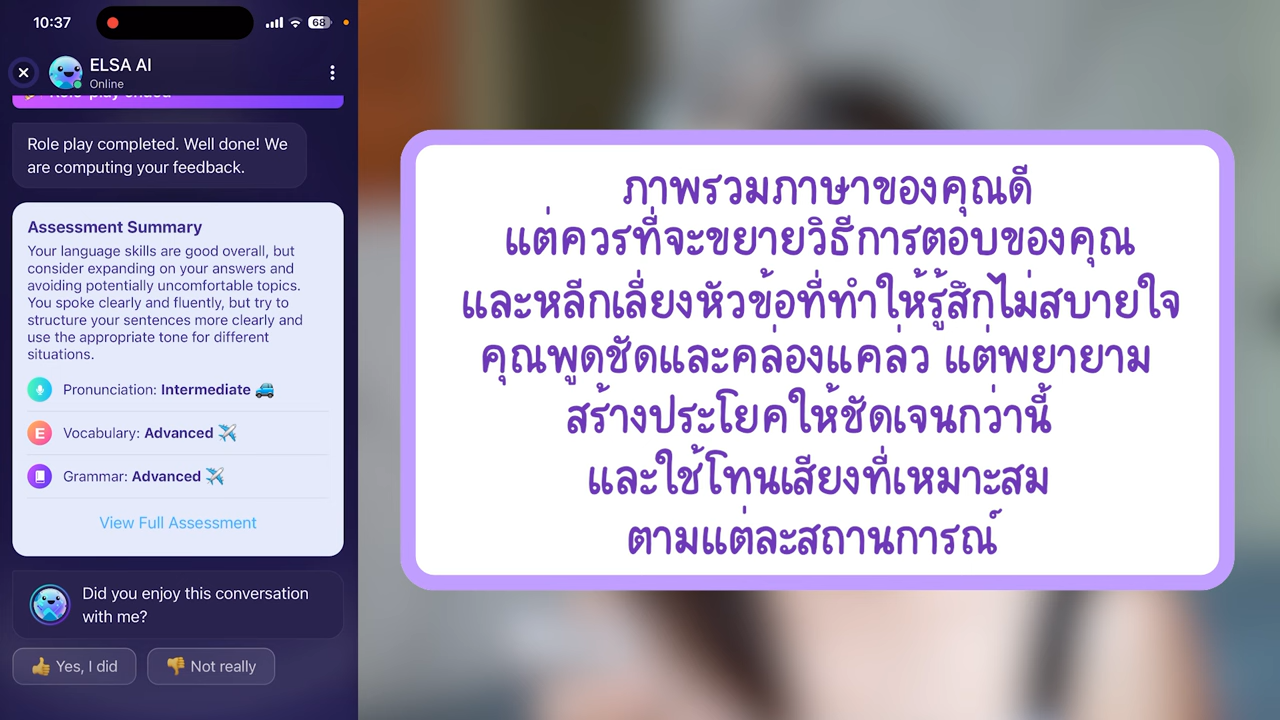 10:37
68
ELSA AI
Online
Role play completed. Well done! We
are computing your feedback.
Assessment Summary
Your language skills are good overall, but
consider expanding on your answers and
avoiding potentially uncomfortable topics.
You spoke clearly and fluently, but try to
structure your sentences more clearly and
use the appropriate tone for different
situations.
Pronunciation: Intermediate
E
Vocabulary: Advanced
Grammar: Advanced
View Full Assessment
Did you enjoy this conversation
with me?
Yes, I did
Not really
ภาพรวมภาษาของคุณดี
แต่ควรที่จะขยายวิธีการตอบของคุณ
และหลีกเลี่ยงหัวข้อที่ทำให้รู้สึกไม่สบายใจ
คุณพูดชัดและคล่องแคล่ว แต่พยายาม
สร้างประโยคให้ชัดเจนกว่านี้
และใช้โทนเสียงที่เหมาะสม
ตามแต่ละสถานการณ์